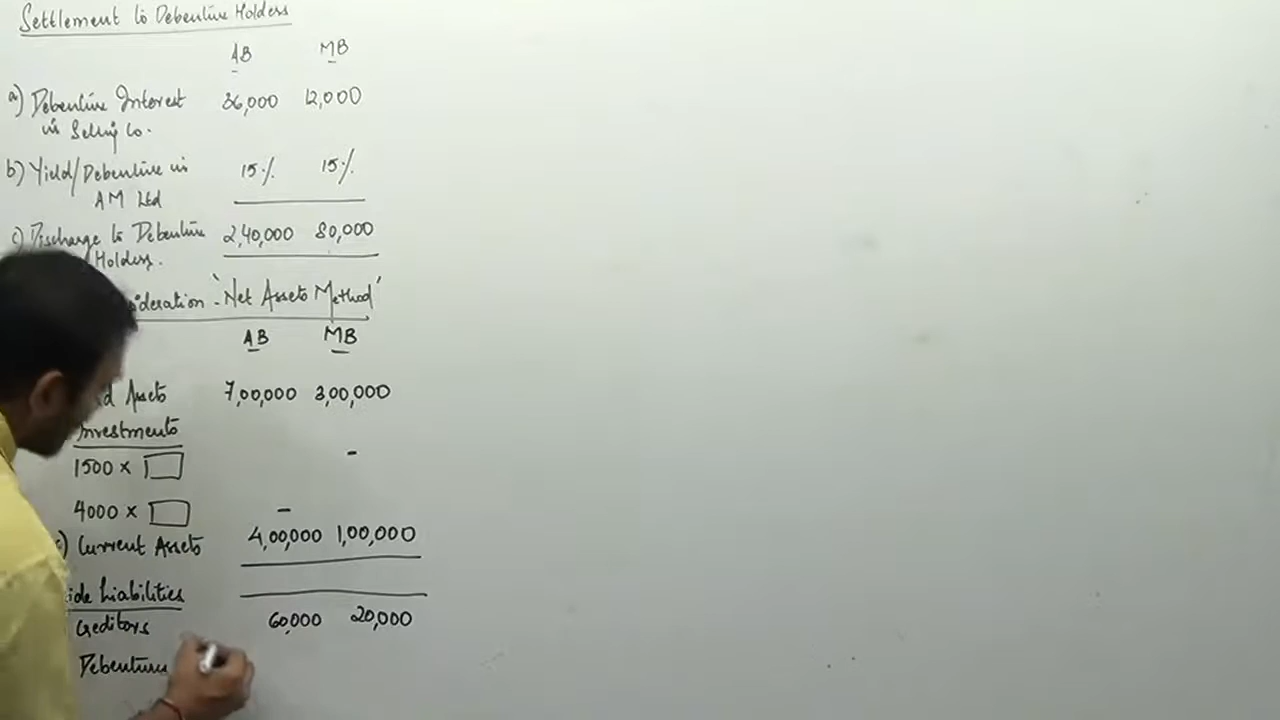 Settlement to Debenture Holders
AB MB
a) Debenture Interest 36,000 12,000
in Selling Co.
b) Yield/Debenture in 15% 15%
AM Ltd
c) Discharge to Debenture 2,40,000 80,000
Holders.
- 'Net Assets Method'
AB MB
Assets 7,00,000 3,00,000
Investments
1500 × -
4000 × -
c) Current Assets 4,00,000 1,00,000
Liabilities
Creditors 60,000 20,000
Debentures